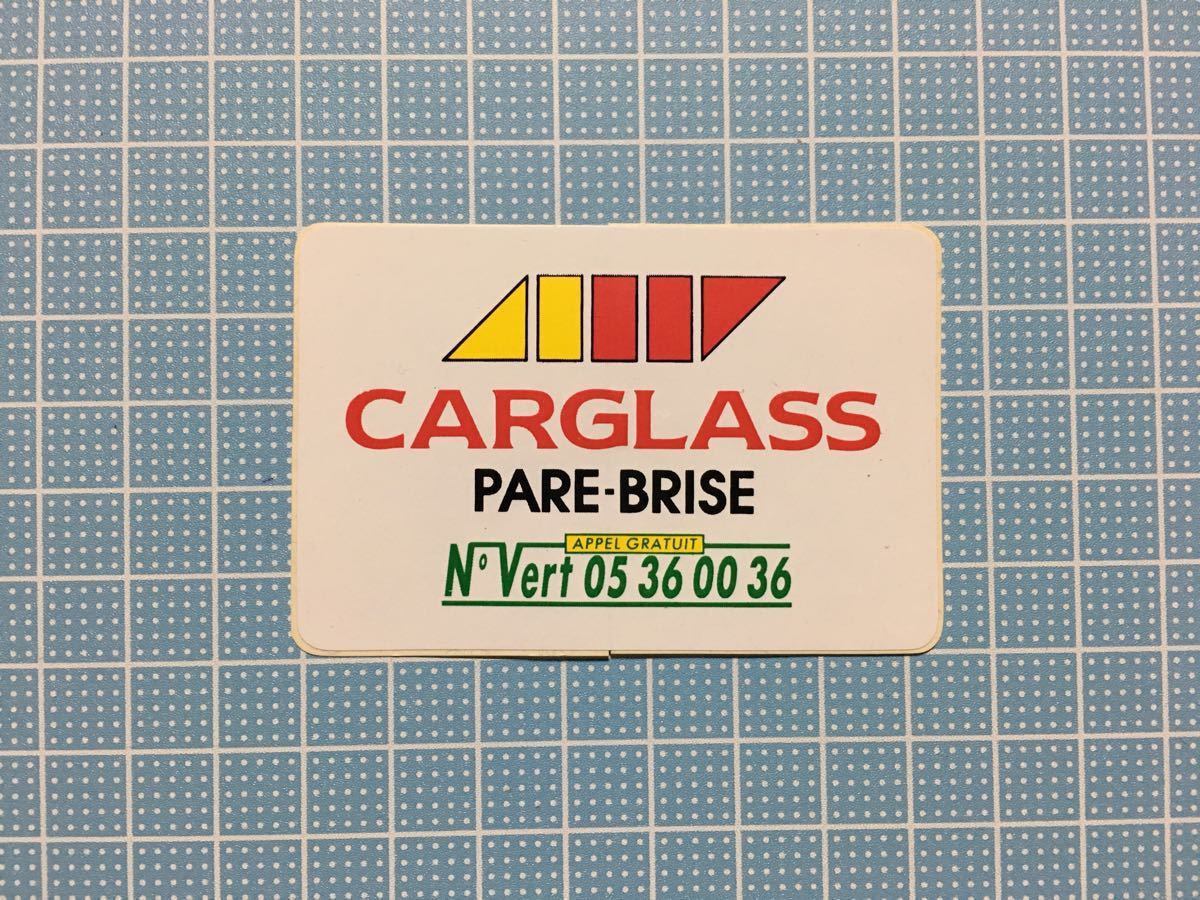 CARGLASS
PARE-BRISE
APPEL GRATUIT
N° Vert 05 36 00 36